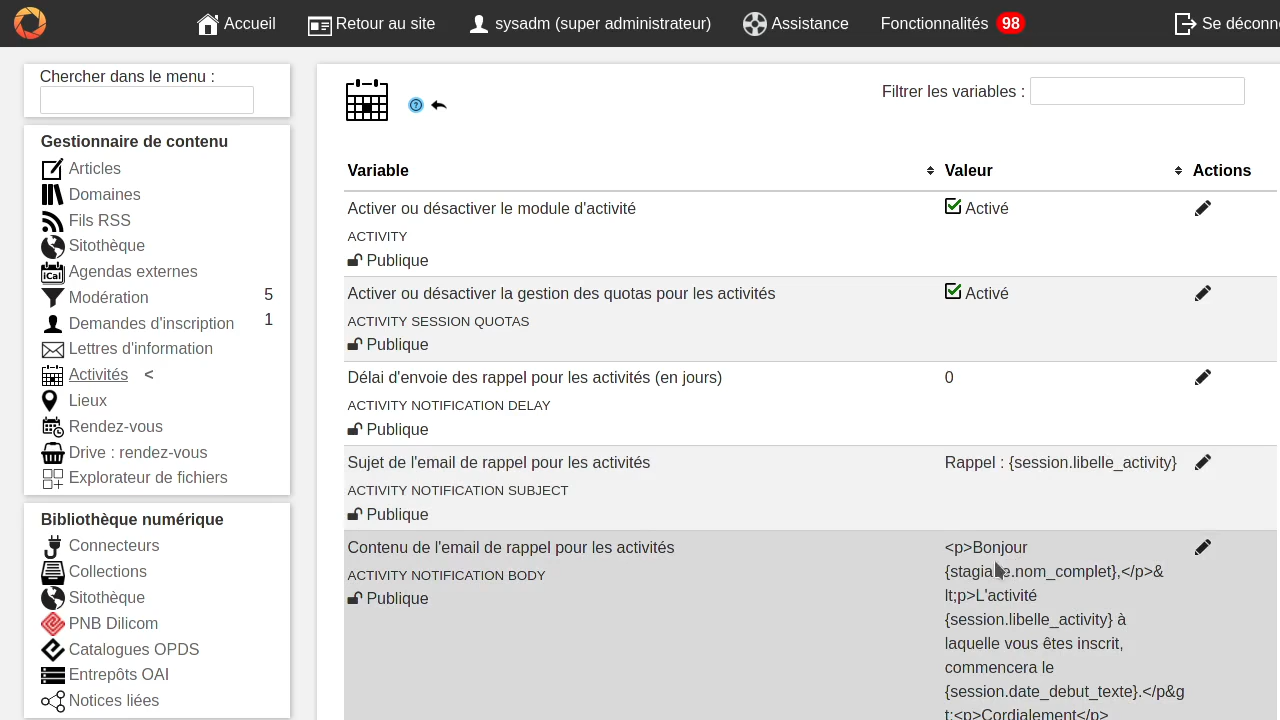 Accueil
Retour au site
sysadm (super administrateur)
Assistance
Fonctionnalités 98
Se déconn
Chercher dans le menu :
Gestionnaire de contenu
Articles
Domaines
Fils RSS
Sitothèque
iCal Agendas externes
Modération 5
Demandes d'inscription 1
Lettres d'information
Activités <
Lieux
Rendez-vous
Drive : rendez-vous
Explorateur de fichiers
Bibliothèque numérique
Connecteurs
Collections
Sitothèque
PNB Dilicom
Catalogues OPDS
Entrepôts OAI
Notices liées
Filtrer les variables :
Variable Valeur Actions
Activer ou désactiver le module d'activité Activé
ACTIVITY
Publique
Activer ou désactiver la gestion des quotas pour les activités Activé
ACTIVITY SESSION QUOTAS
Publique
Délai d'envoie des rappel pour les activités (en jours) 0
ACTIVITY NOTIFICATION DELAY
Publique
Sujet de l'email de rappel pour les activités Rappel : {session.libelle_activity}
ACTIVITY NOTIFICATION SUBJECT
Publique
Contenu de l'email de rappel pour les activités
ACTIVITY NOTIFICATION BODY
Publique
<p>Bonjour
.nom_complet},</p>&
lt;p>L'activité
{session.libelle_activity} à
laquelle vous êtes inscrit,
commencera le
{session.date_debut_texte}.</p&g
t;<p>Cordialement</p>